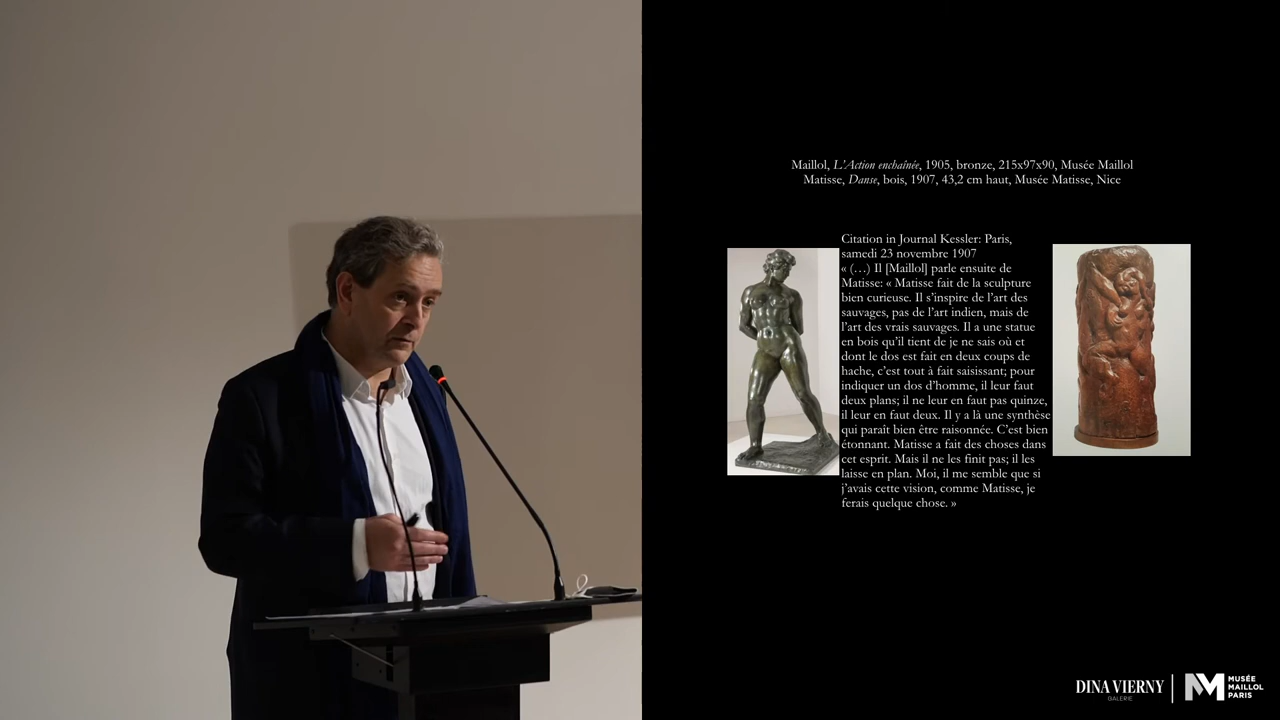 Maillol, L'Action enchaînée, 1905, bronze, 215x97x90, Musée Maillol
Matisse, Danse, bois, 1907, 43,2 cm haut, Musée Matisse, Nice
Citation in Journal Kessler: Paris,
samedi 23 novembre 1907
« (…) Il [Maillol] parle ensuite de
Matisse: « Matisse fait de la sculpture
bien curieuse. Il s'inspire de l'art des
sauvages, pas de l'art indien, mais de
l'art des vrais sauvages. Il a une statue
en bois qu'il tient de je ne sais où et
dont le dos est fait en deux coups de
hache, c'est tout à fait saisissant; pour
indiquer un dos d'homme, il leur faut
deux plans; il ne leur en faut pas quinze,
il leur en faut deux. Il y a là une synthèse
qui paraît bien être raisonnée. C'est bien
étonnant. Matisse a fait des choses dans
cet esprit. Mais il ne les finit pas; il les
laisse en plan. Moi, il me semble que si
j'avais cette vision, comme Matisse, je
ferais quelque chose. »
DINA VIERNY
GALERIE
MUSÉE
MAILLOL
PARIS